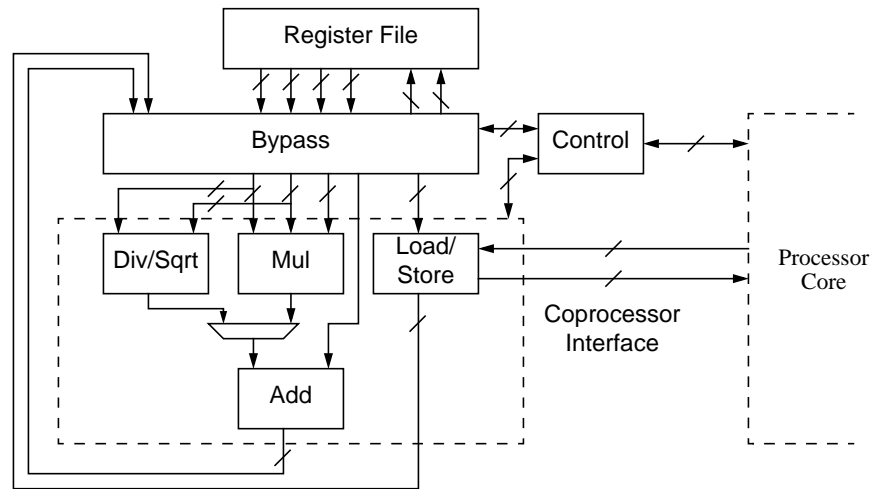 Register File
Bypass
Control
Div/Sqrt
Mul
Load/
Store
Processor
Core
Coprocessor
Interface
Add